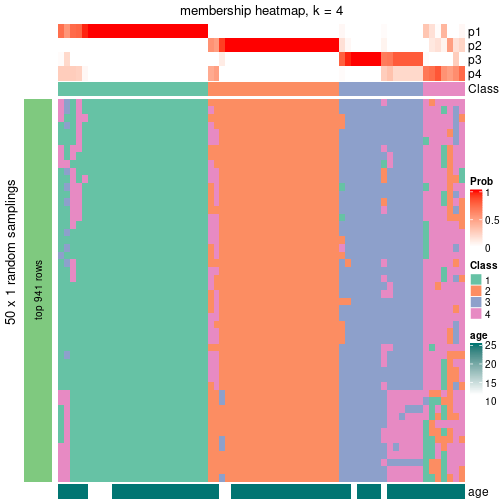 membership heatmap, k = 4
p1
p2
p3
p4
Class
50 x 1 random samplings
top 941 rows
Prob
1
0.5
0
Class
1
2
3
4
age
25
20
15
10
age